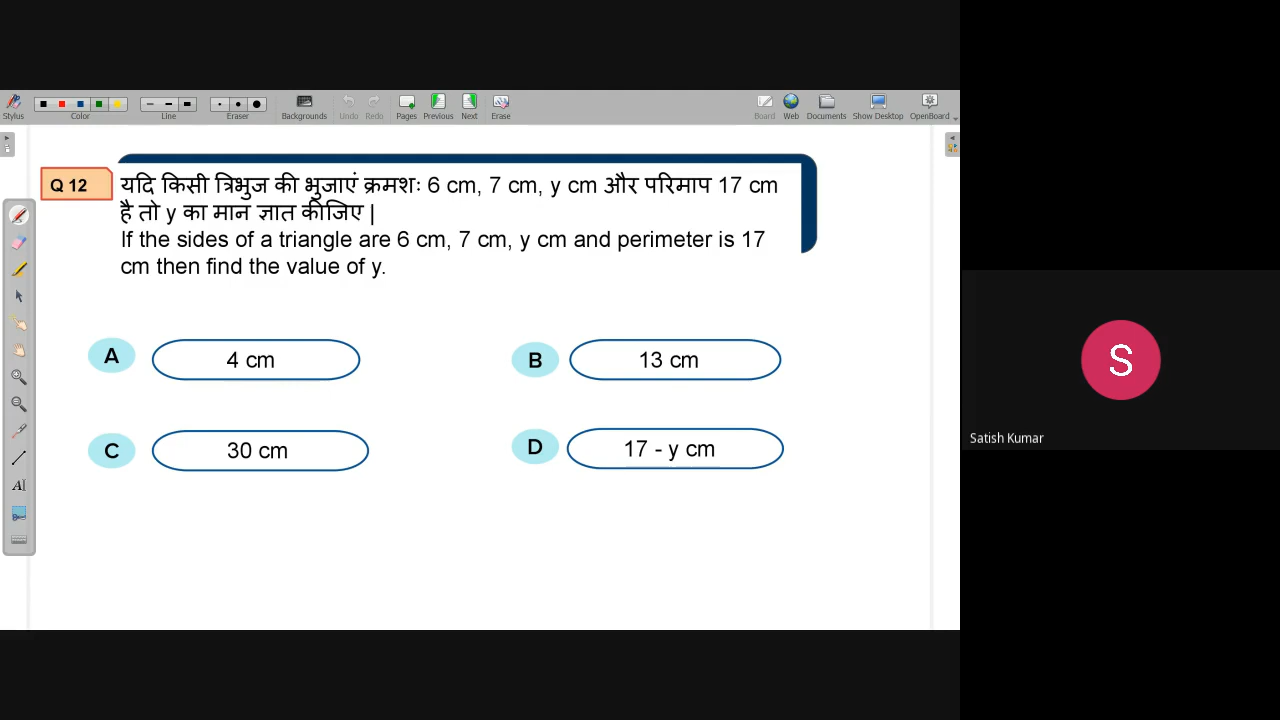 Stylus
Color
Line
Eraser
Backgrounds
Undo
Redo
Pages
Previous
Next
Erase
Board
Web
Documents
Show Desktop
OpenBoard
Q 12
यदि किसी त्रिभुज की भुजाएं क्रमशः 6 cm, 7 cm, y cm और परिमाप 17 cm
है तो y का मान ज्ञात कीजिए |
If the sides of a triangle are 6 cm, 7 cm, y cm and perimeter is 17
cm then find the value of y.
A 4 cm
B 13 cm
C 30 cm
D 17 - y cm
AI
S
Satish Kumar